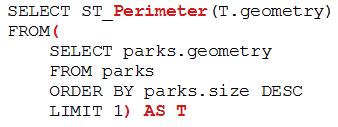 SELECT ST_Perimeter(T.geometry)
FROM(
    SELECT parks.geometry
    FROM parks
    ORDER BY parks.size DESC
    LIMIT 1) AS T